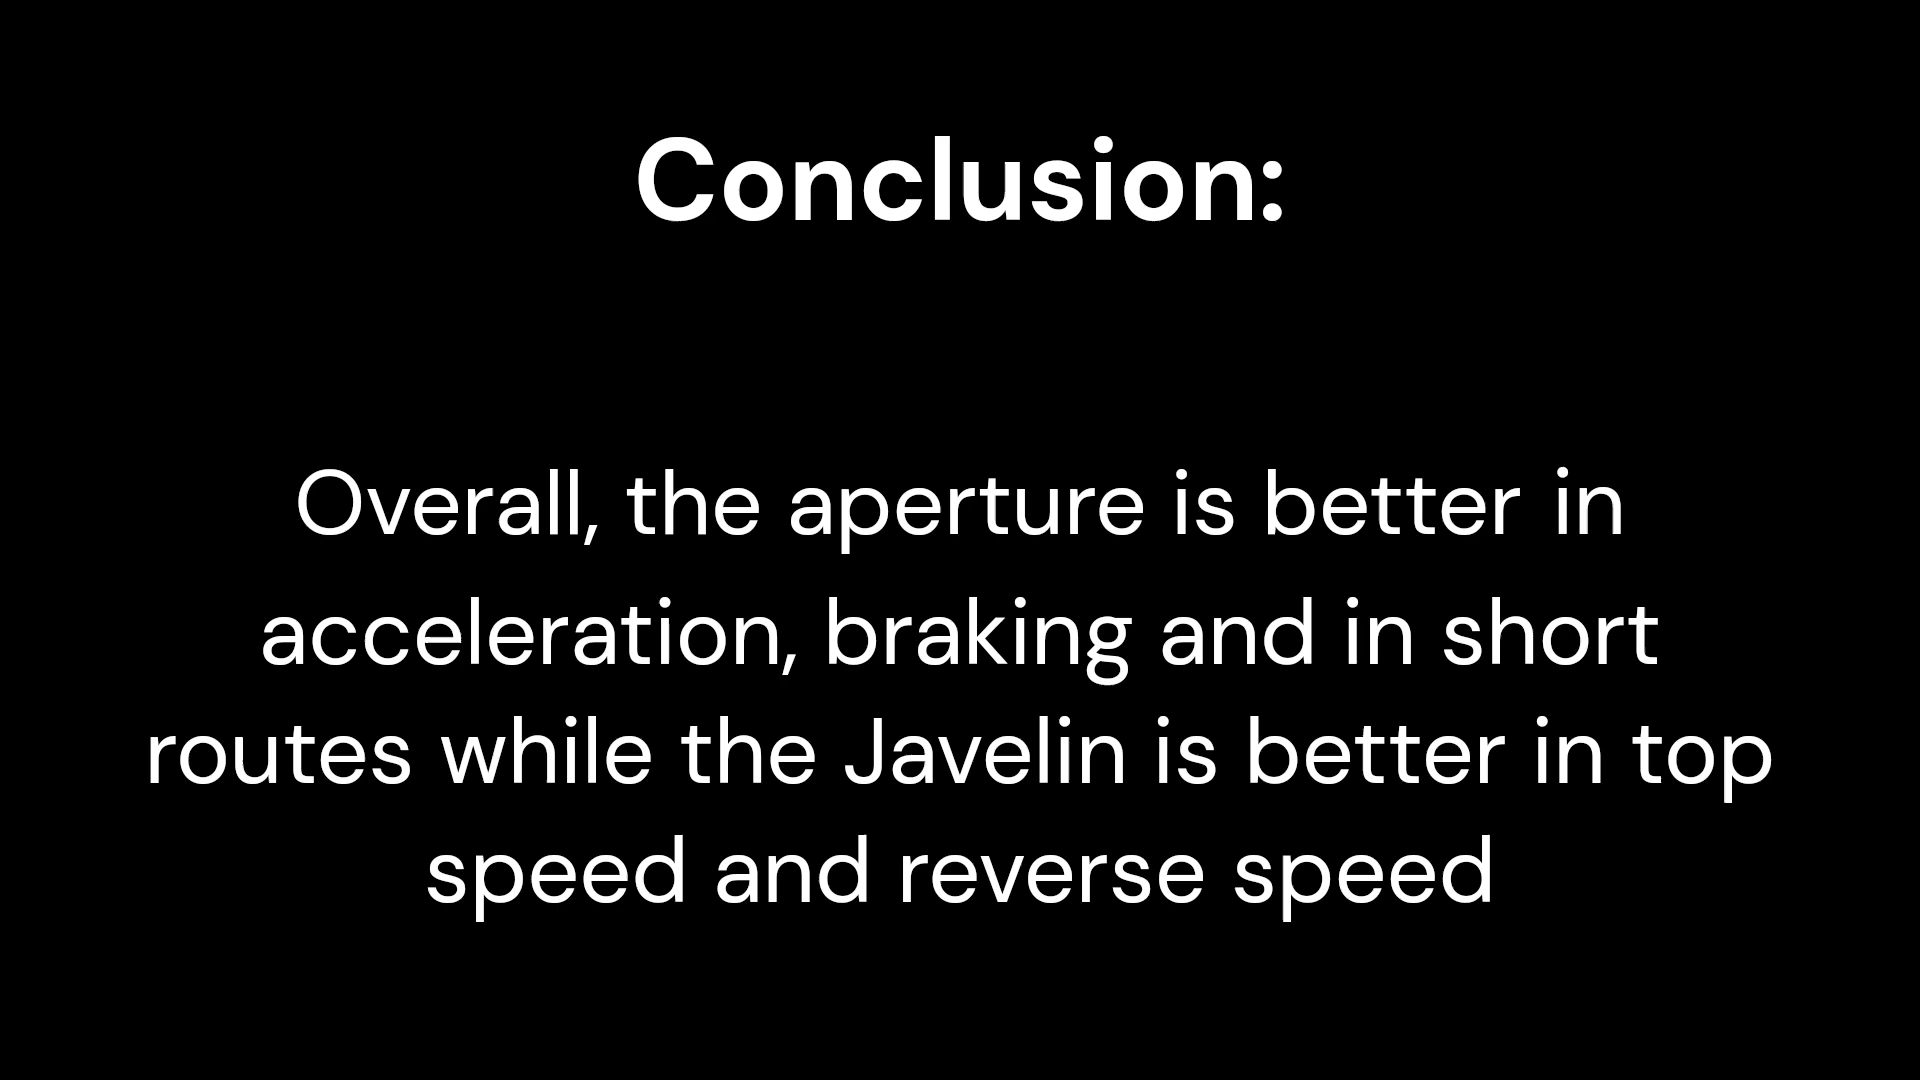 Conclusion:
Overall, the aperture is better in
acceleration, braking and in short
routes while the Javelin is better in top
speed and reverse speed